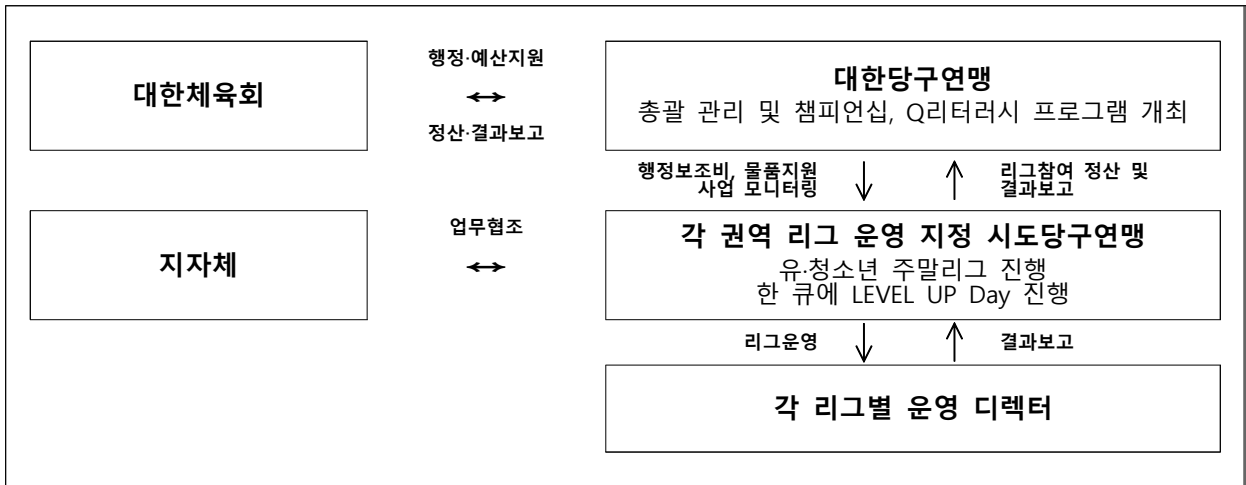 대한체육회
행정·예산지원
↔
정산·결과보고
대한당구연맹
총괄 관리 및 챔피언십, Q리터러시 프로그램 개최
행정보조비, 물품지원
사업 모니터링
↓
↑
리그참여 정산 및
결과보고
지자체
업무협조
↔
각 권역 리그 운영 지정 시도당구연맹
유·청소년 주말리그 진행
한 큐에 LEVEL UP Day 진행
리그운영
↓
↑
결과보고
각 리그별 운영 디렉터